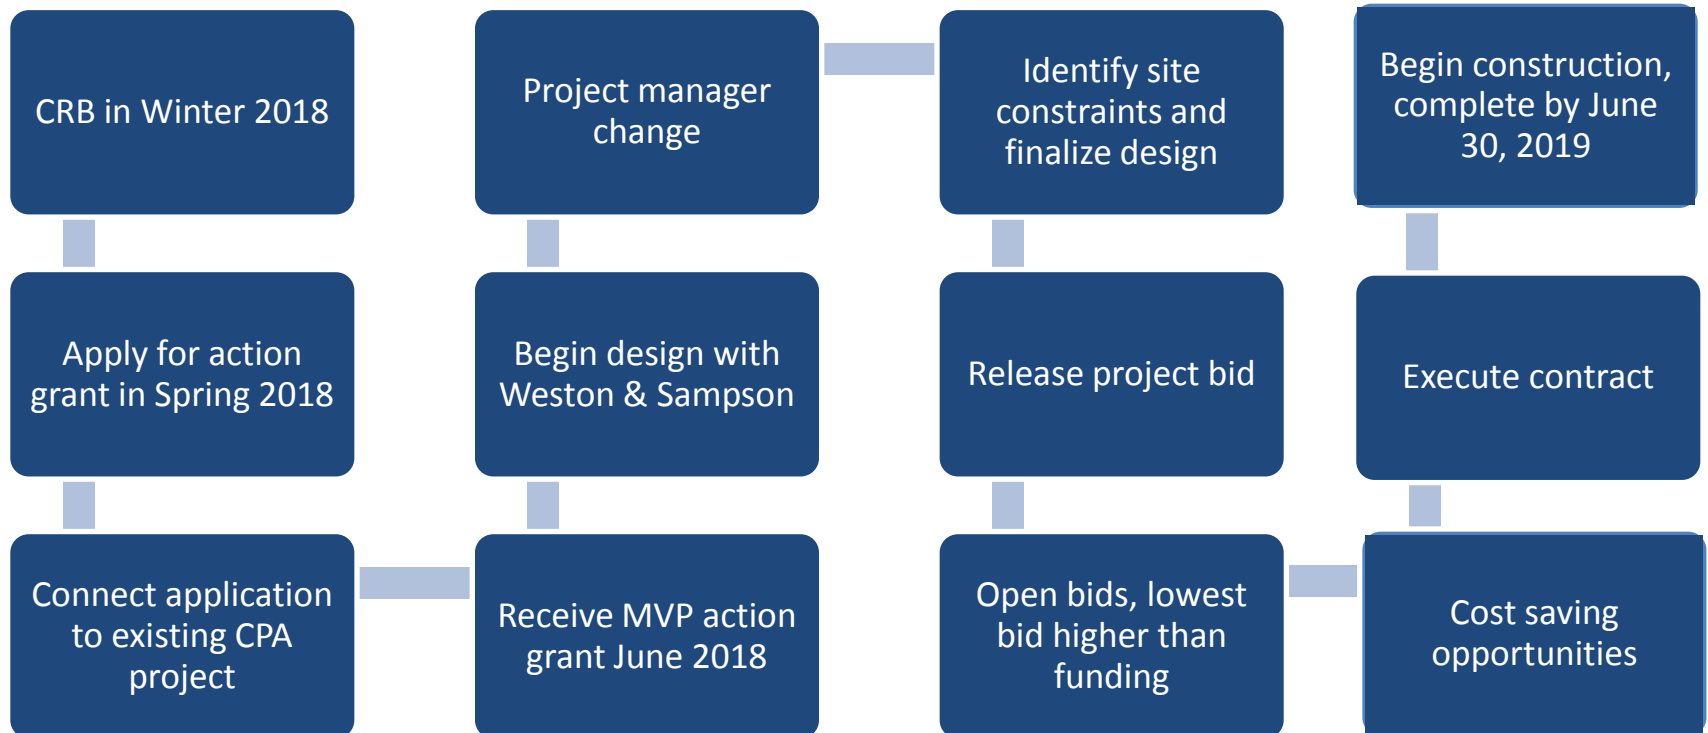 CRB in Winter 2018
Apply for action
grant in Spring 2018
Connect application
to existing CPA
project
Receive MVP action
grant June 2018
Begin design with
Weston & Sampson
Project manager
change
Identify site
constraints and
finalize design
Release project bid
Open bids, lowest
bid higher than
funding
Cost saving
opportunities
Execute contract
Begin construction,
complete by June
30, 2019